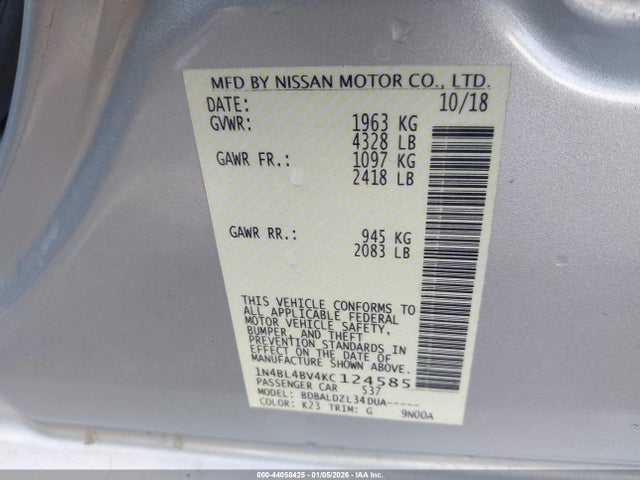 MFD BY NISSAN MOTOR CO., LTD.
DATE: 10/18
GVWR: 1963 KG
4328 LB
GAWR FR.: 1097 KG
2418 LB
GAWR RR.: 945 KG
2083 LB
THIS VEHICLE CONFORMS TO
ALL APPLICABLE FEDERAL
MOTOR VEHICLE SAFETY,
BUMPER, AND THEFT
PREVENTION STANDARDS IN
EFFECT ON THE DATE OF
MANUFACTURE SHOWN ABOVE.
1N4BL4BV4KC124585
PASSENGER CAR 537
MODEL: BDBALDZL34DUA-
COLOR: K23 TRIM: G 9N00A
000-44058425 - 01/05/2026 - IAAI.COM